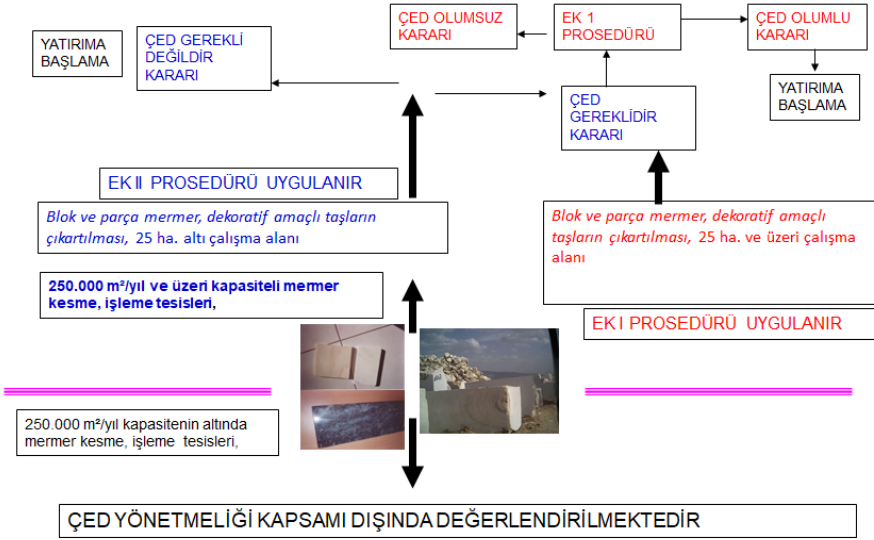 YATIRIMA
BAŞLAMA
ÇED GEREKLİ
DEĞİLDİR
KARARI
ÇED OLUMSUZ
KARARI
EK 1
PROSEDÜRÜ
ÇED OLUMLU
KARARI
YATIRIMA
BAŞLAMA
ÇED
GEREKLİDİR
KARARI
EK II PROSEDÜRÜ UYGULANIR
Blok ve parça mermer, dekoratif amaçlı taşların
çıkartılması, 25 ha. altı çalışma alanı
Blok ve parça mermer, dekoratif amaçlı
taşların çıkartılması, 25 ha. ve üzeri çalışma
alanı
250.000 m²/yıl ve üzeri kapasiteli mermer
kesme, işleme tesisleri,
EK I PROSEDÜRÜ UYGULANIR
250.000 m²/yıl kapasitenin altında
mermer kesme, işleme tesisleri,
ÇED YÖNETMELİĞİ KAPSAMI DIŞINDA DEĞERLENDİRİLMEKTEDİR